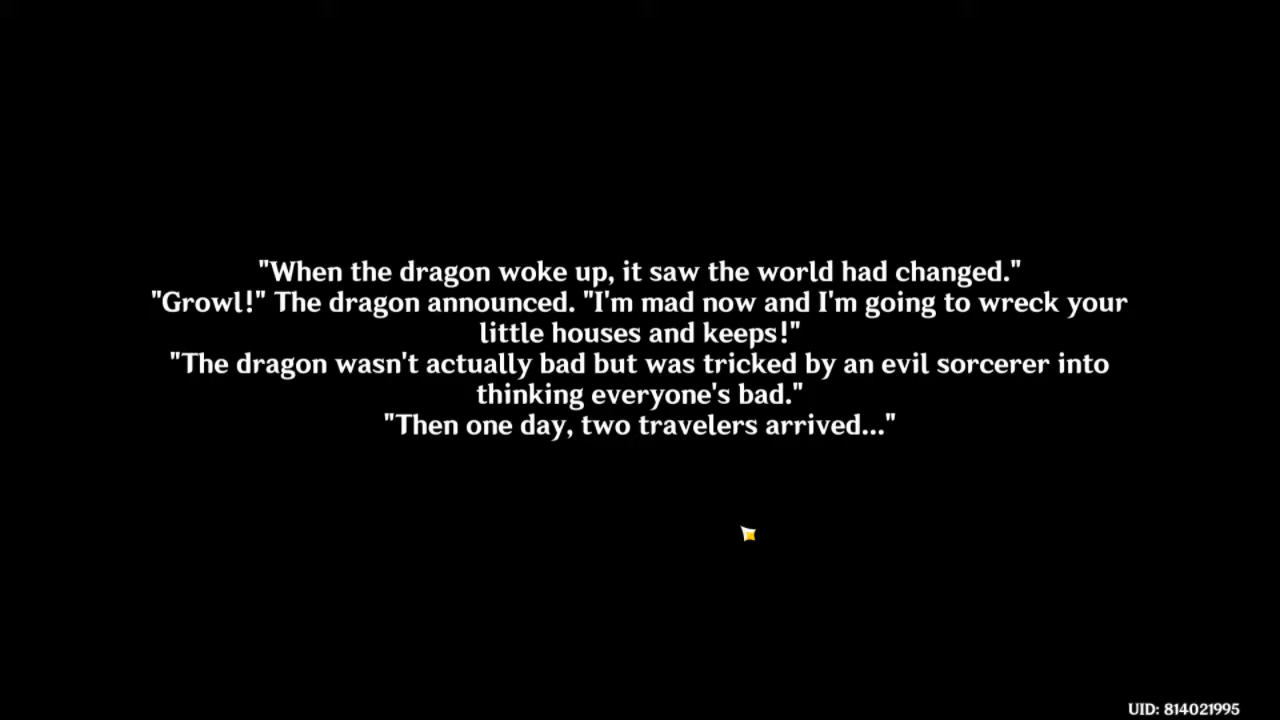 "When the dragon woke up, it saw the world had changed."
"Growl!" The dragon announced. "I'm mad now and I'm going to wreck your
little houses and keeps!"
"The dragon wasn't actually bad but was tricked by an evil sorcerer into
thinking everyone's bad."
"Then one day, two travelers arrived..."
UID: 814021995